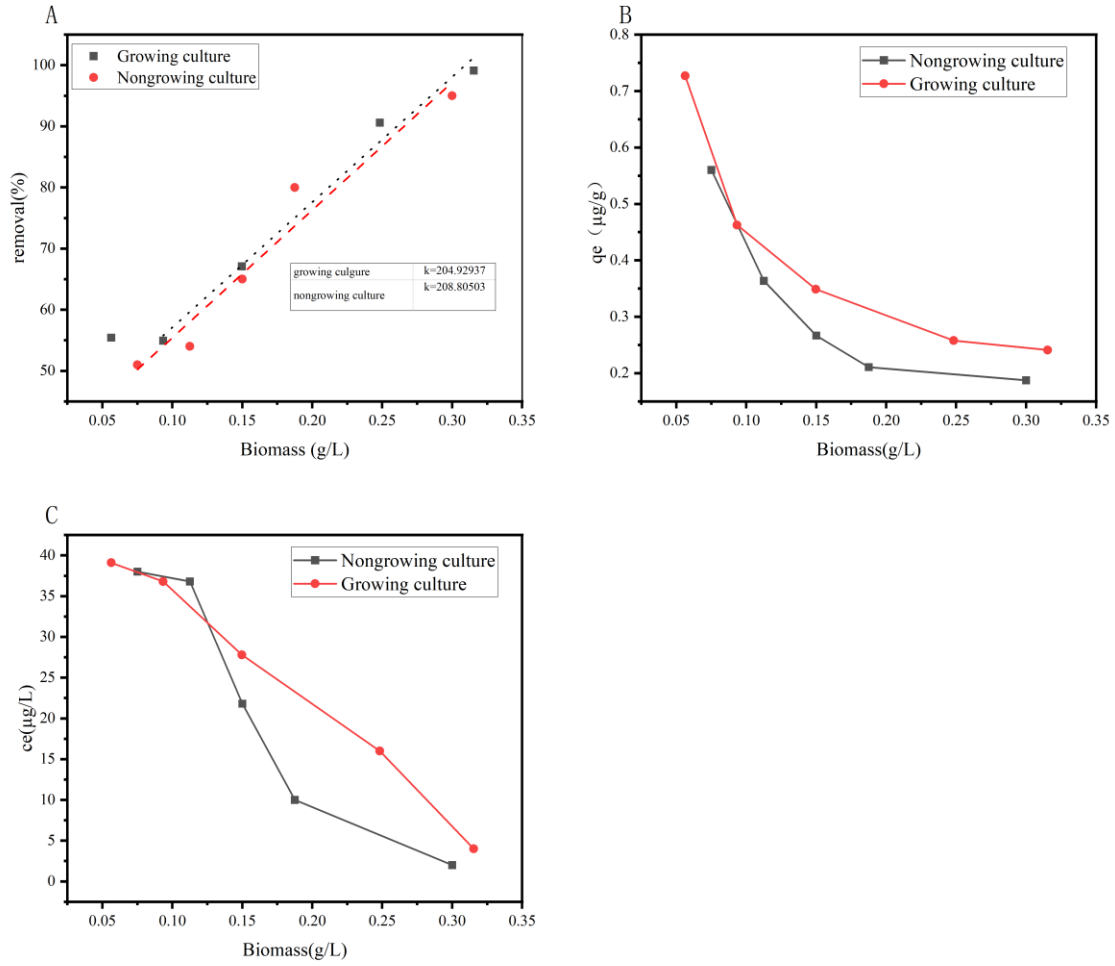 A
Growing culture
Nongrowing culture
100
90
80
70
60
50
removal(%)
growing culgure k=204.92937
nongrowing culture k=208.80503
0.05 0.10 0.15 0.20 0.25 0.30 0.35
Biomass (g/L)
B
Nongrowing culture
Growing culture
0.8
0.7
0.6
0.5
0.4
0.3
0.2
qe（μg/g）
0.05 0.10 0.15 0.20 0.25 0.30 0.35
Biomass(g/L)
C
Nongrowing culture
Growing culture
40
35
30
25
20
15
10
5
0
ce(μg/L)
0.05 0.10 0.15 0.20 0.25 0.30 0.35
Biomass(g/L)